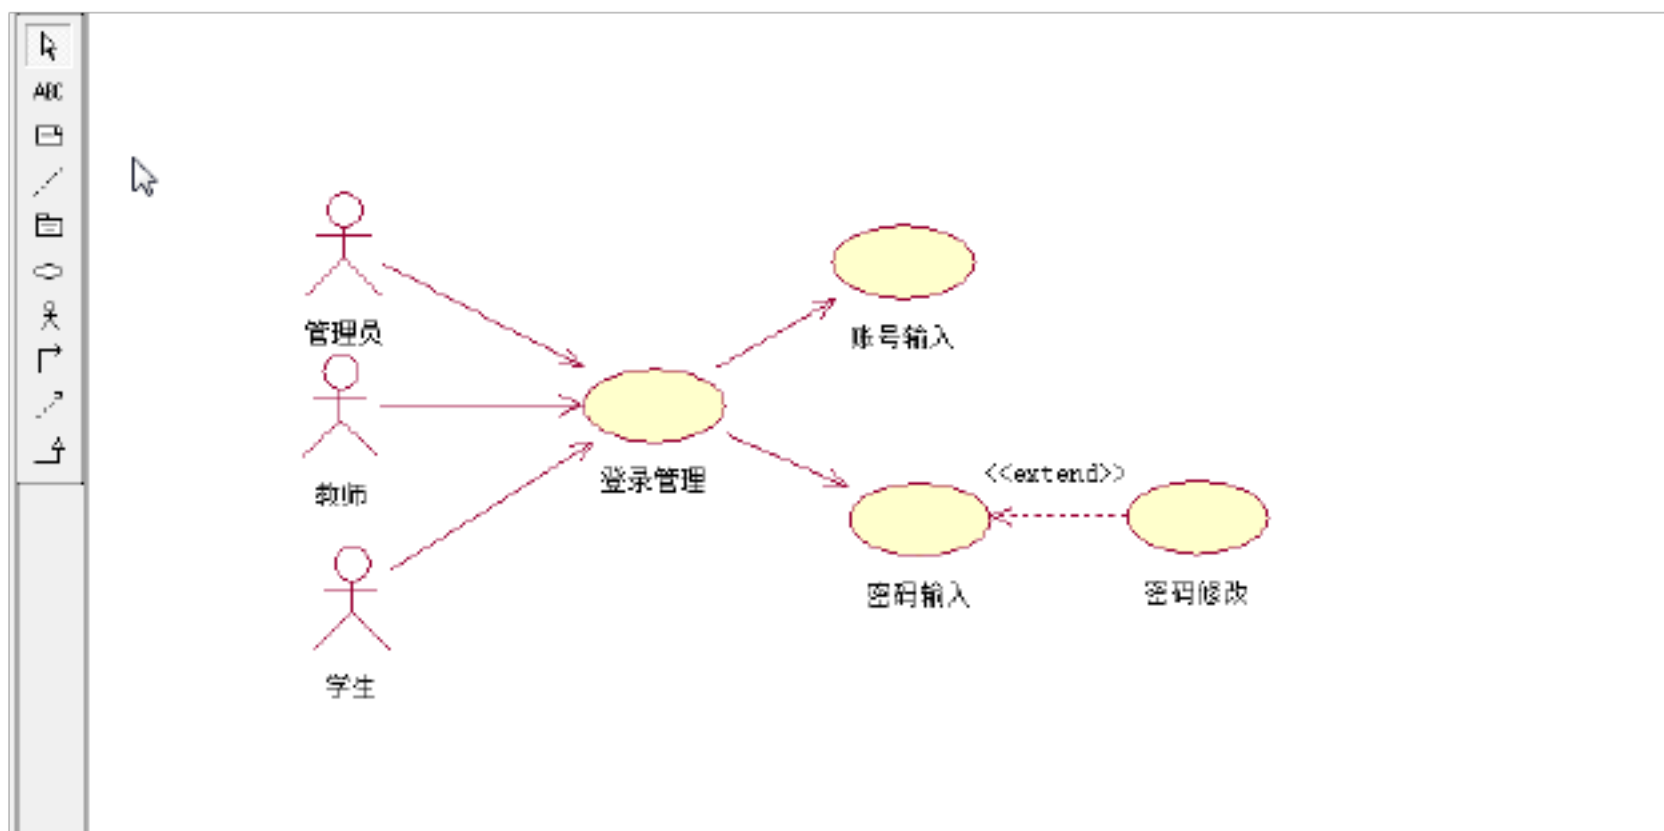 ABC
管理员
账号输入
教师
登录管理
<<extend>>
密码输入
密码修改
学生